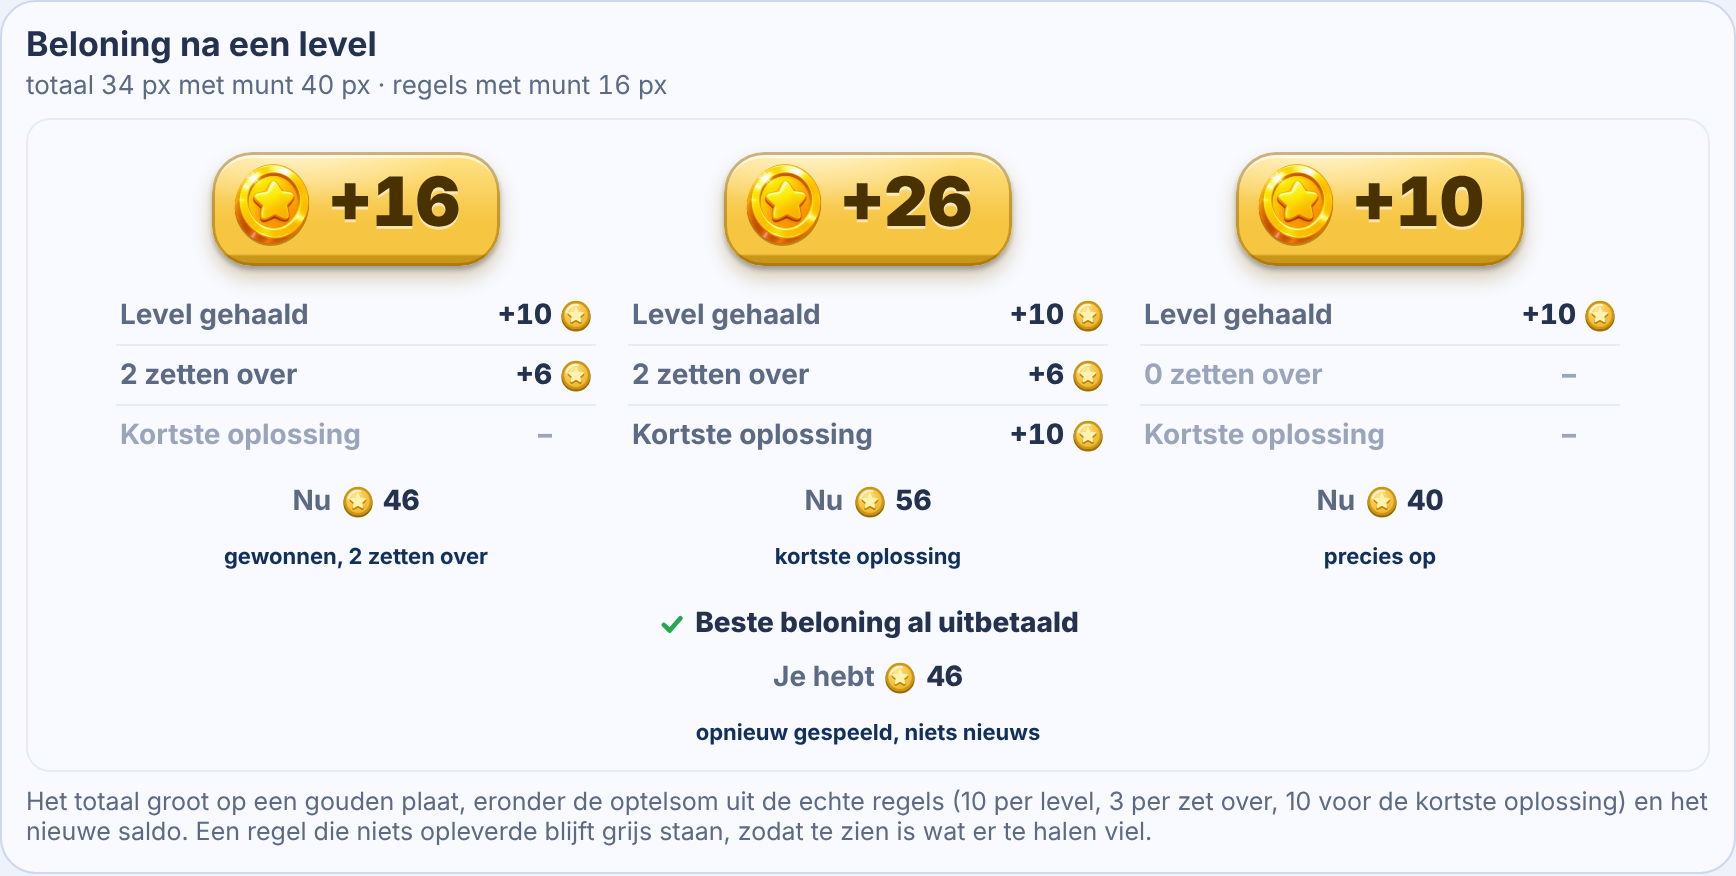 Beloning na een level
totaal 34 px met munt 40 px · regels met munt 16 px
+16
+26
+10
Level gehaald +10
2 zetten over +6
Kortste oplossing –
Nu 46
gewonnen, 2 zetten over
Level gehaald +10
2 zetten over +6
Kortste oplossing +10
Nu 56
kortste oplossing
Level gehaald +10
0 zetten over –
Kortste oplossing –
Nu 40
precies op
Beste beloning al uitbetaald
Je hebt 46
opnieuw gespeeld, niets nieuws
Het totaal groot op een gouden plaat, eronder de optelsom uit de echte regels (10 per level, 3 per zet over, 10 voor de kortste oplossing) en het
nieuwe saldo. Een regel die niets opleverde blijft grijs staan, zodat te zien is wat er te halen viel.